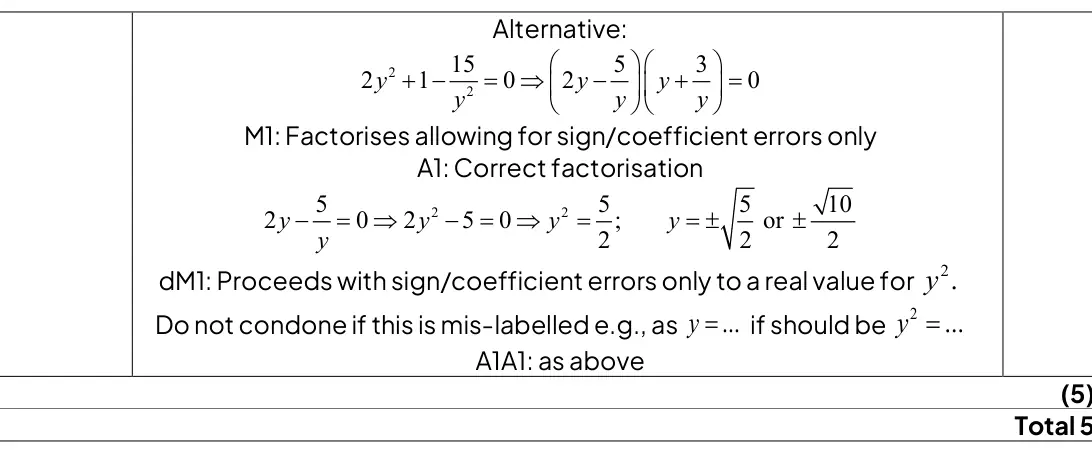 Alternative:
2y² + 1 − 15/y² = 0 ⇒ (2y − 5/y)(y + 3/y) = 0
M1: Factorises allowing for sign/coefficient errors only
A1: Correct factorisation
2y − 5/y = 0 ⇒ 2y² − 5 = 0 ⇒ y² = 5/2; y = ±√(5/2) or ±√10/2
dM1: Proceeds with sign/coefficient errors only to a real value for y².
Do not condone if this is mis-labelled e.g., as y = ... if should be y² = ...
A1A1: as above
(5)
Total 5